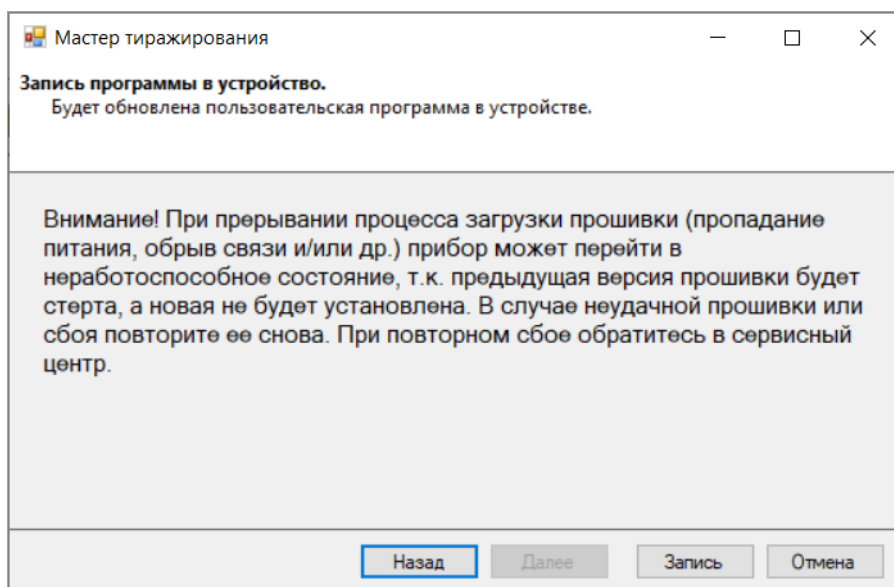 Мастер тиражирования
Запись программы в устройство.
Будет обновлена пользовательская программа в устройстве.
Внимание! При прерывании процесса загрузки прошивки (пропадание
питания, обрыв связи и/или др.) прибор может перейти в
неработоспособное состояние, т.к. предыдущая версия прошивки будет
стерта, а новая не будет установлена. В случае неудачной прошивки или
сбоя повторите ее снова. При повторном сбое обратитесь в сервисный
центр.
Назад Далее Запись Отмена